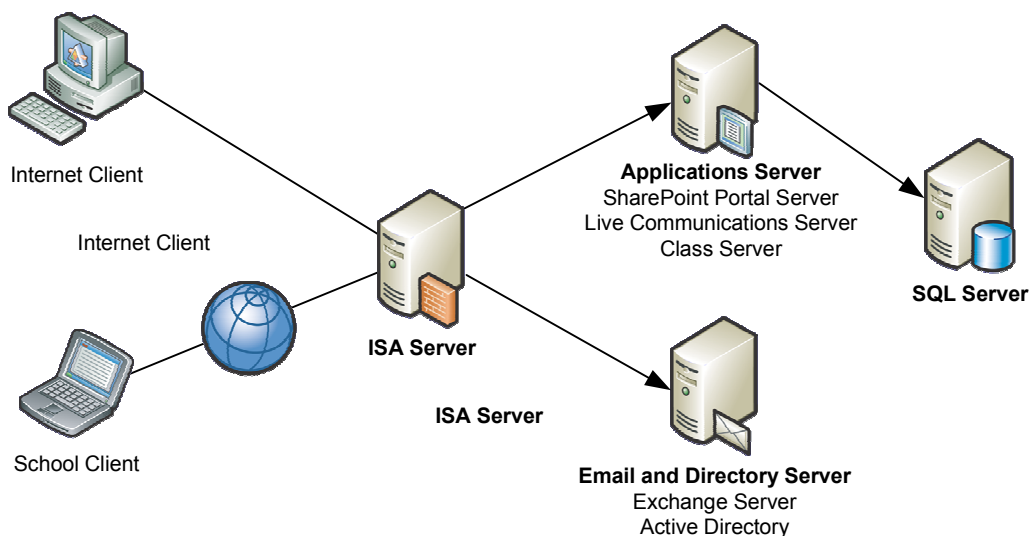 Internet Client
Internet Client
School Client
ISA Server
ISA Server
Applications Server
SharePoint Portal Server
Live Communications Server
Class Server
SQL Server
Email and Directory Server
Exchange Server
Active Directory